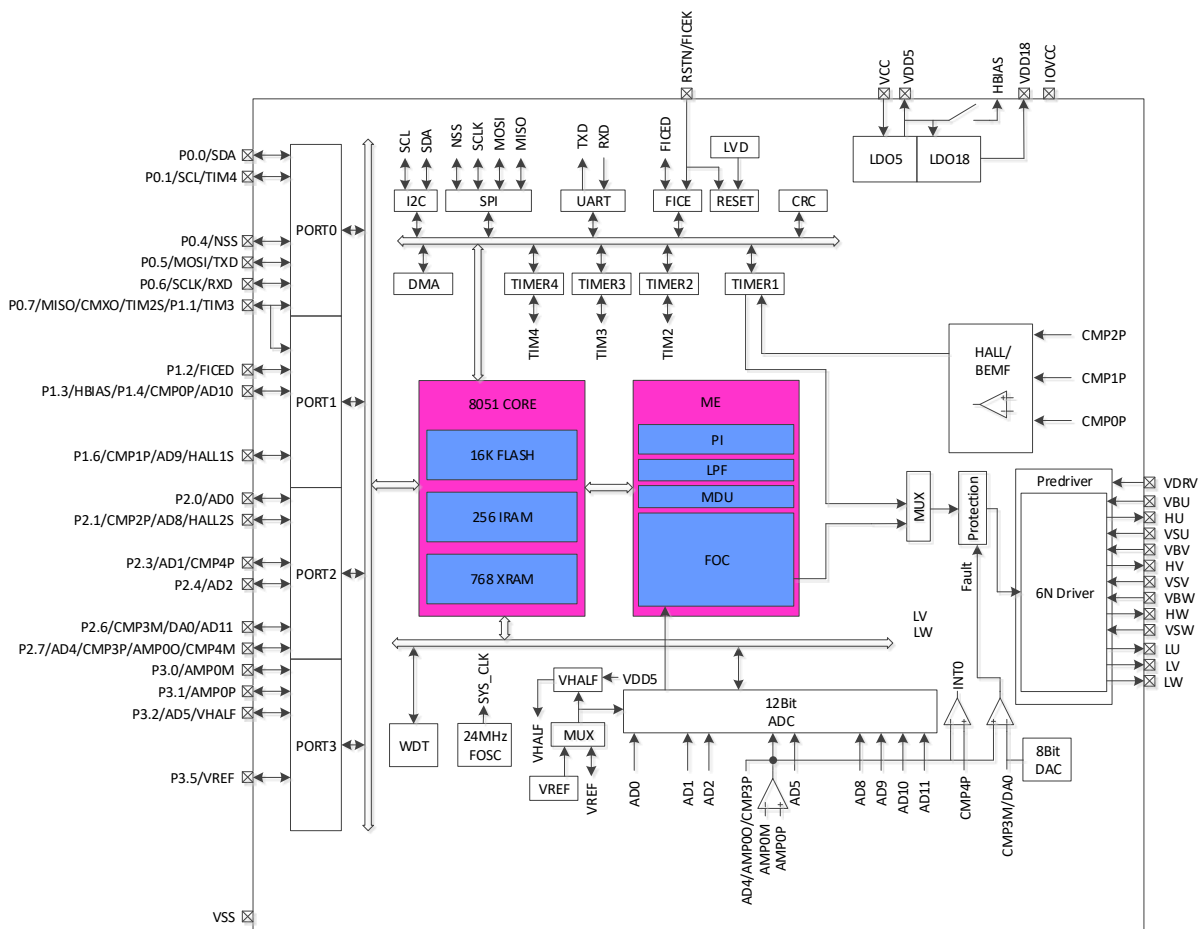 RSTN/FICEK
VCC
VDD5
HBIAS
VDD18
IOVCC
SCL
SDA
NSS
SCLK
MOSI
MISO
TXD
RXD
FICED
LVD
LDO5
LDO18
P0.0/SDA
P0.1/SCL/TIM4
I2C
SPI
UART
FICE
RESET
CRC
PORT0
P0.4/NSS
P0.5/MOSI/TXD
P0.6/SCLK/RXD
P0.7/MISO/CMXO/TIM2S/P1.1/TIM3
DMA
TIMER4
TIMER3
TIMER2
TIMER1
TIM4
TIM3
TIM2
HALL/
BEMF
CMP2P
CMP1P
CMP0P
P1.2/FICED
P1.3/HBIAS/P1.4/CMP0P/AD10
PORT1
P1.6/CMP1P/AD9/HALL1S
8051 CORE
16K FLASH
256 IRAM
768 XRAM
ME
PI
LPF
MDU
FOC
MUX
Protection
Fault
Predriver
6N Driver
VDRV
VBU
HU
VSU
VBV
HV
VSV
VBW
HW
VSW
LU
LV
LW
P2.0/AD0
P2.1/CMP2P/AD8/HALL2S
P2.3/AD1/CMP4P
P2.4/AD2
PORT2
P2.6/CMP3M/DA0/AD11
P2.7/AD4/CMP3P/AMP0O/CMP4M
LV
LW
P3.0/AMP0M
P3.1/AMP0P
P3.2/AD5/VHALF
PORT3
P3.5/VREF
WDT
SYS_CLK
24MHz
FOSC
VHALF
VDD5
VHALF
MUX
VREF
VREF
12Bit
ADC
INT0
8Bit
DAC
AD0
AD1
AD2
AD4/AMP0O/CMP3P
AMP0M
AMP0P
AD5
AD8
AD9
AD10
AD11
CMP4P
CMP3M/DA0
VSS